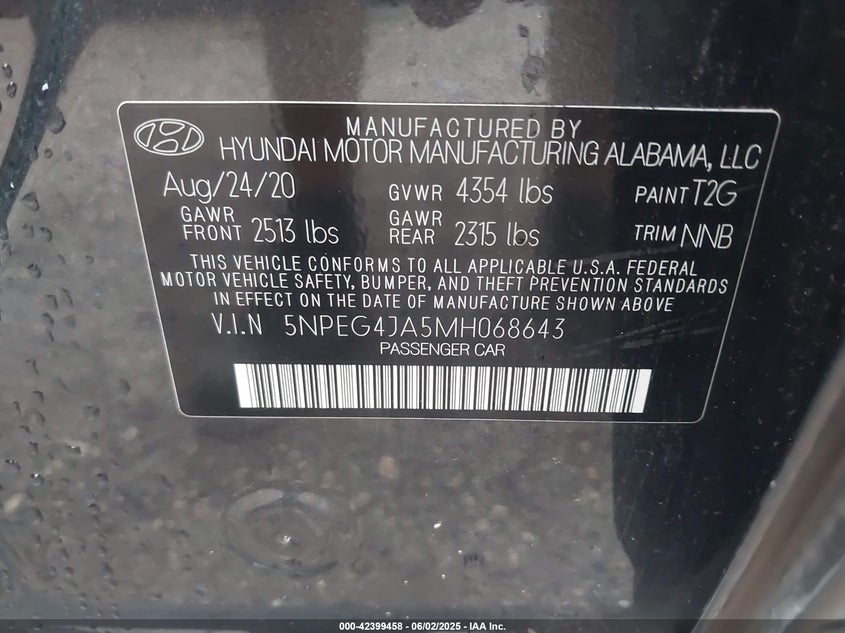 MANUFACTURED BY
HYUNDAI MOTOR MANUFACTURING ALABAMA, LLC
Aug/24/20 GVWR 4354 lbs PAINT T2G
GAWR FRONT 2513 lbs GAWR REAR 2315 lbs TRIM NNB
THIS VEHICLE CONFORMS TO ALL APPLICABLE U.S.A. FEDERAL
MOTOR VEHICLE SAFETY, BUMPER, AND THEFT PREVENTION STANDARDS
IN EFFECT ON THE DATE OF MANUFACTURE SHOWN ABOVE
V.I.N 5NPEG4JA5MH068643
PASSENGER CAR
000-42399458 - 06/02/2025 - IAA Inc.